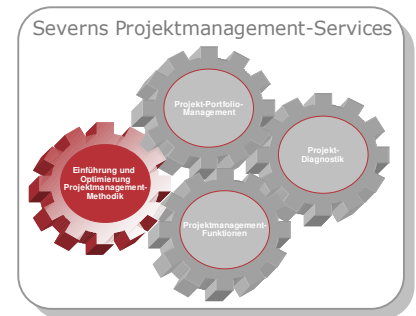 Severns Projektmanagement-Services
Projekt-Portfolio-
Management
Projekt-
Diagnostik
Einführung und
Optimierung
Projektmanagement-
Methodik
Projektmanagement-
Funktionen